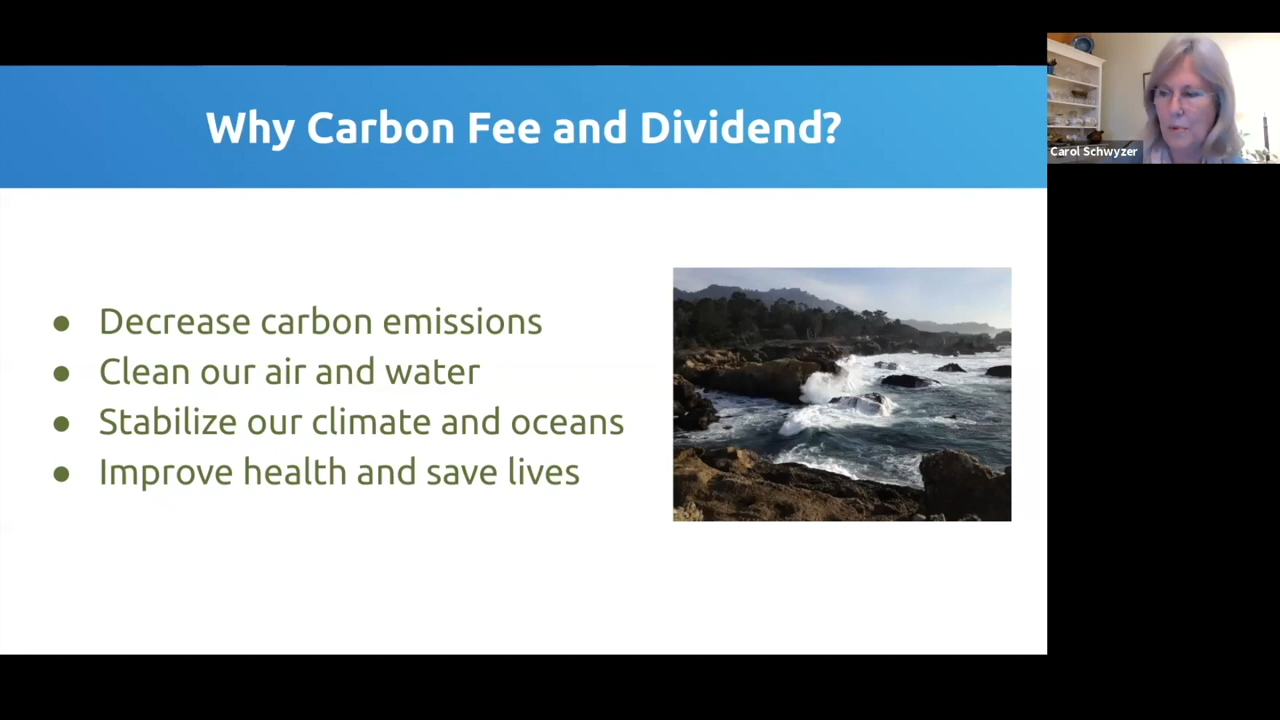 Why Carbon Fee and Dividend?
Carol Schwyzer
● Decrease carbon emissions
● Clean our air and water
● Stabilize our climate and oceans
● Improve health and save lives